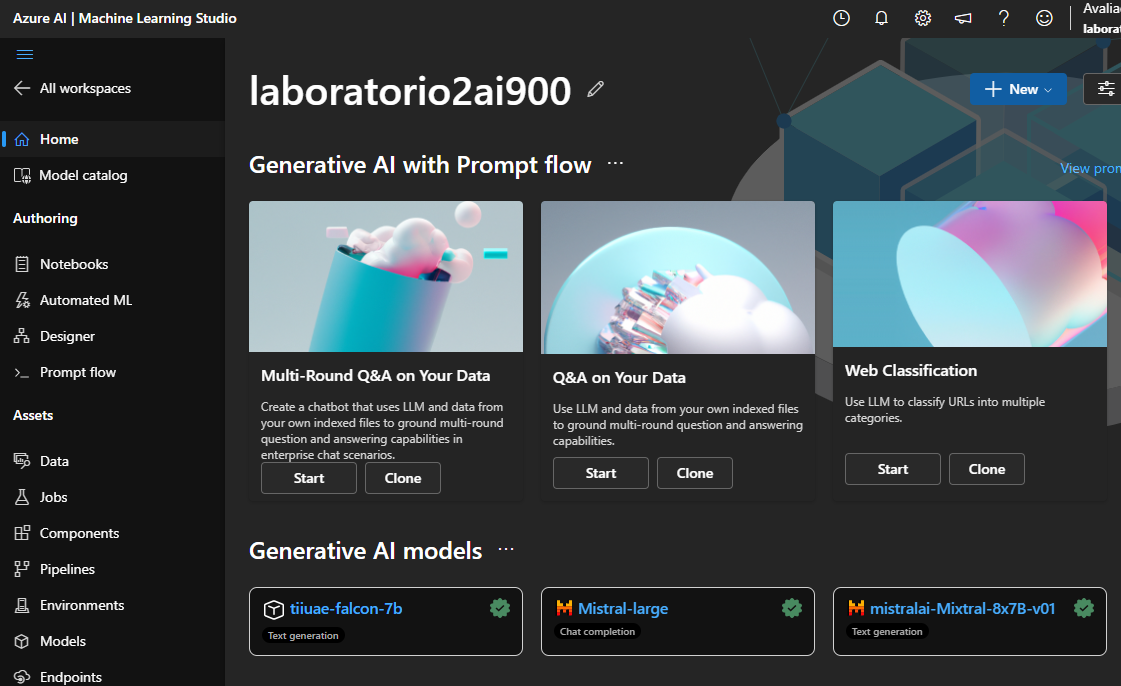 Azure AI | Machine Learning Studio
Avalia
laborat
All workspaces
Home
Model catalog
Authoring
Notebooks
Automated ML
Designer
Prompt flow
Assets
Data
Jobs
Components
Pipelines
Environments
Models
Endpoints
laboratorio2ai900
New
Generative AI with Prompt flow ...
View prom
Multi-Round Q&A on Your Data
Create a chatbot that uses LLM and data from
your own indexed files to ground multi-round
question and answering capabilities in
enterprise chat scenarios.
Start
Clone
Q&A on Your Data
Use LLM and data from your own indexed files
to ground multi-round question and answering
capabilities.
Start
Clone
Web Classification
Use LLM to classify URLs into multiple
categories.
Start
Clone
Generative AI models ...
tiiuae-falcon-7b
Text generation
Mistral-large
Chat completion
mistralai-Mixtral-8x7B-v01
Text generation